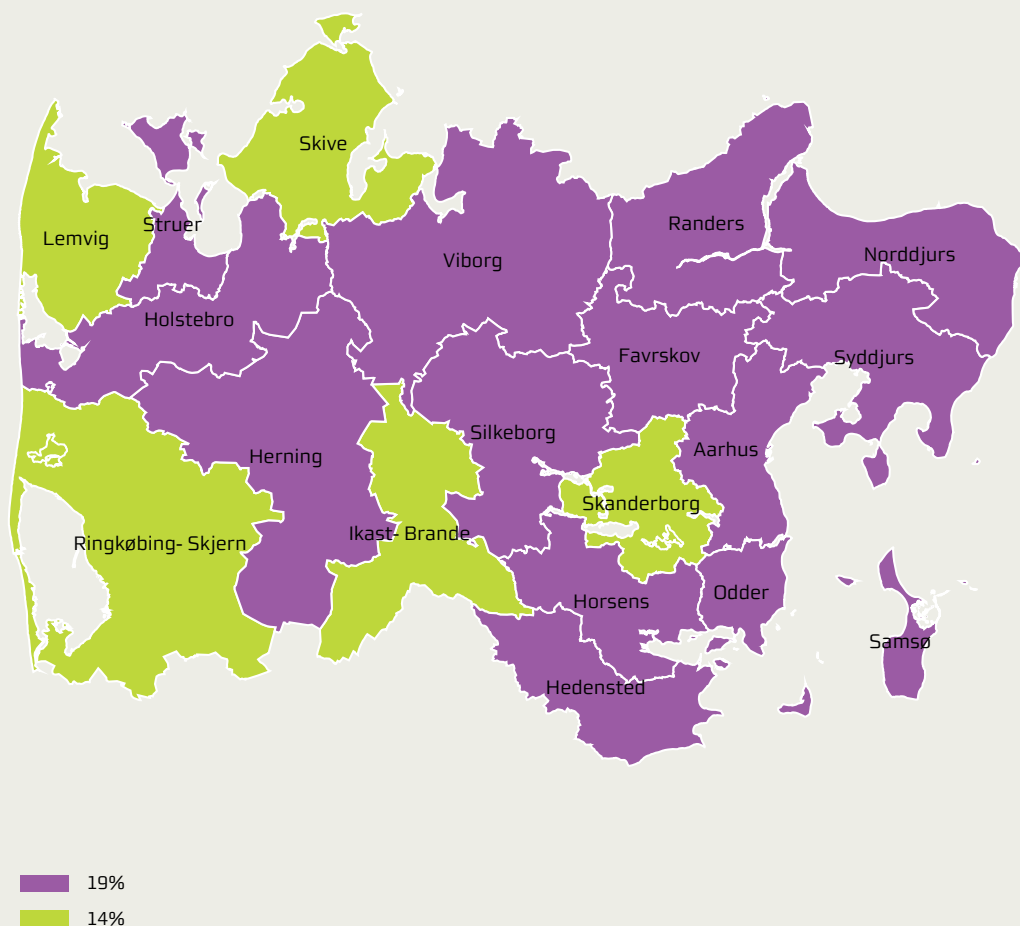 Skive
Lemvig
Struer
Randers
Norddjurs
Viborg
Holstebro
Favrskov
Syddjurs
Silkeborg
Herning
Aarhus
Skanderborg
Ikast- Brande
Ringkøbing- Skjern
Horsens
Odder
Samsø
Hedensted
19%
14%